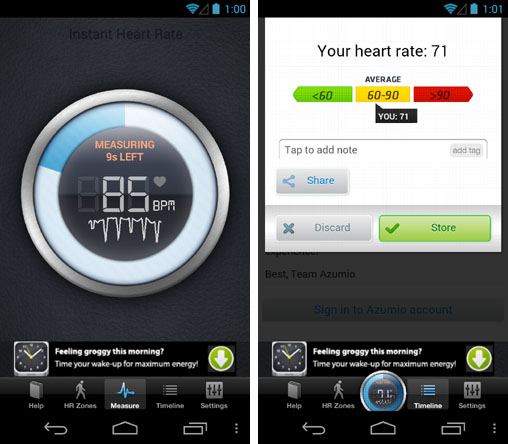 1:00
Instant Heart Rate
MEASURING
9s LEFT
85 BPM
Feeling groggy this morning?
Time your wake-up for maximum energy!
Help HR Zones Measure Timeline Settings
1:01
Your heart rate: 71
AVERAGE
<60 60-90 >90
YOU: 71
Tap to add note add tag
Share
Discard Store
Best, Team Azumio
Sign in to Azumio account
Feeling groggy this morning?
Time your wake-up for maximum energy!
Help HR Zones Timeline Settings